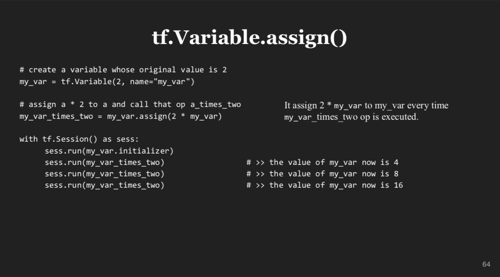 tf.Variable.assign()
# create a variable whose original value is 2
my_var = tf.Variable(2, name="my_var")
# assign a * 2 to a and call that op a_times_two
my_var_times_two = my_var.assign(2 * my_var)
It assign 2 * my_var to my_var every time
my_var_times_two op is executed.
with tf.Session() as sess:
sess.run(my_var.initializer)
sess.run(my_var_times_two) # >> the value of my_var now is 4
sess.run(my_var_times_two) # >> the value of my_var now is 8
sess.run(my_var_times_two) # >> the value of my_var now is 16
64